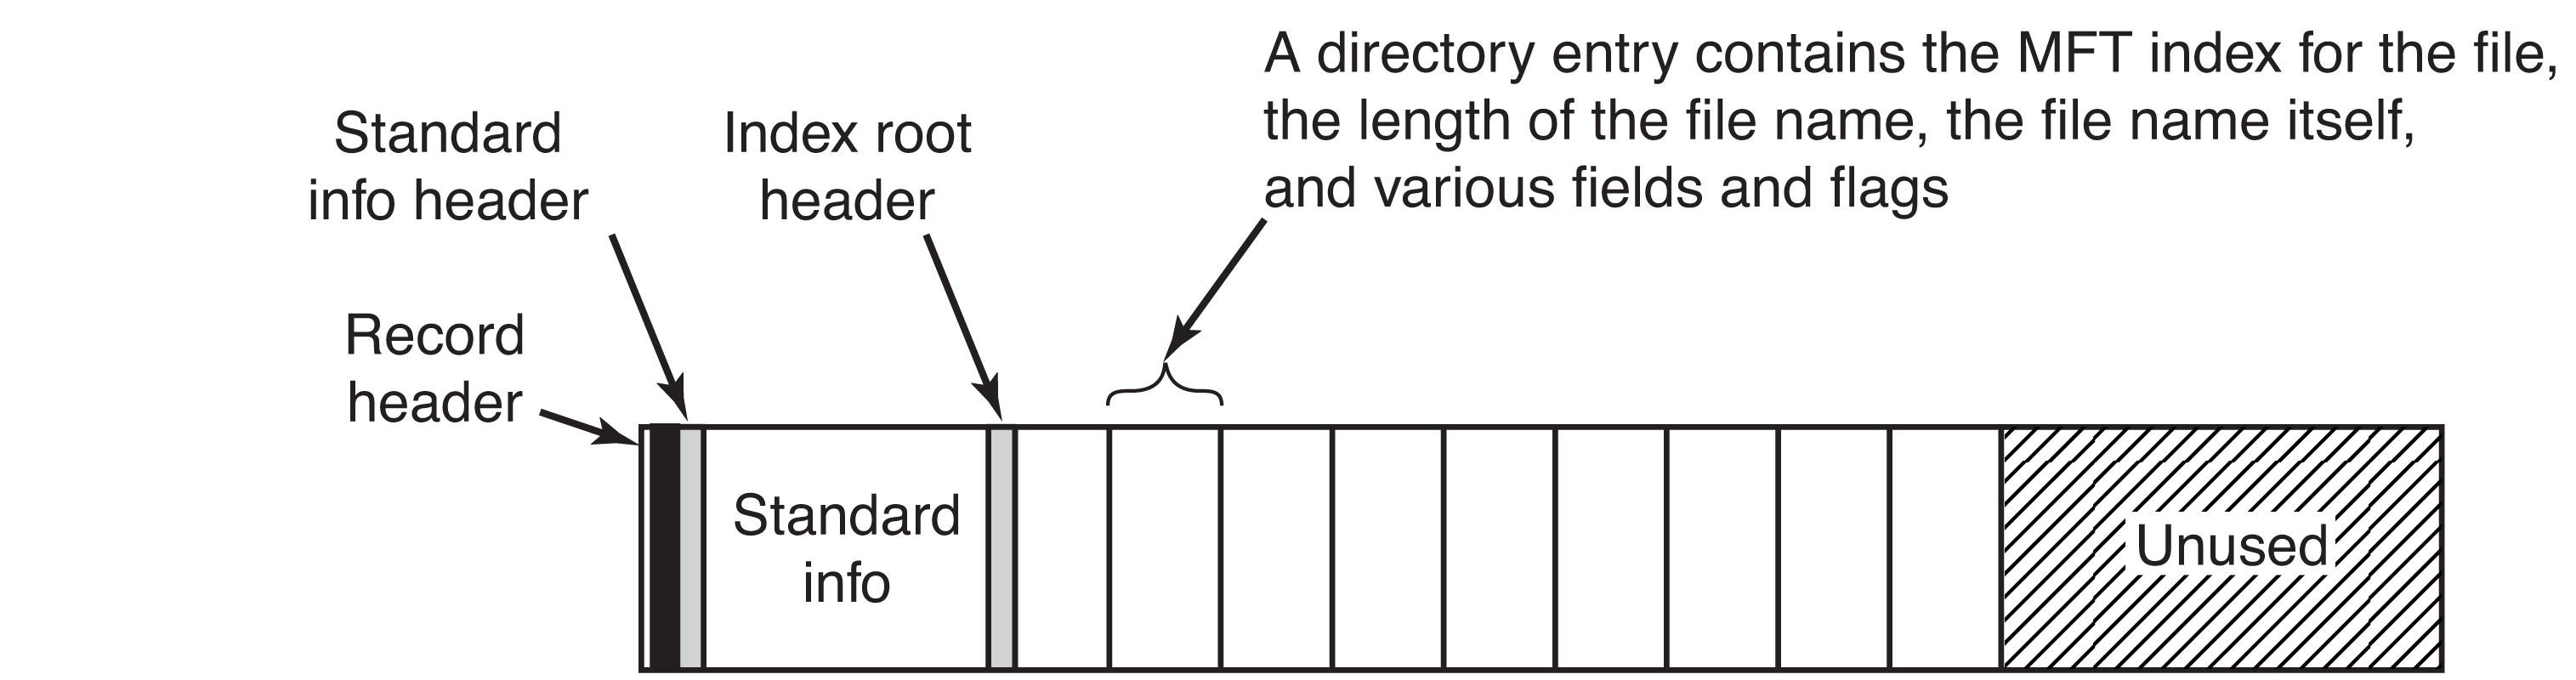 A directory entry contains the MFT index for the file,
the length of the file name, the file name itself,
and various fields and flags
Standard
info header
Index root
header
Record
header
Standard
info
Unused